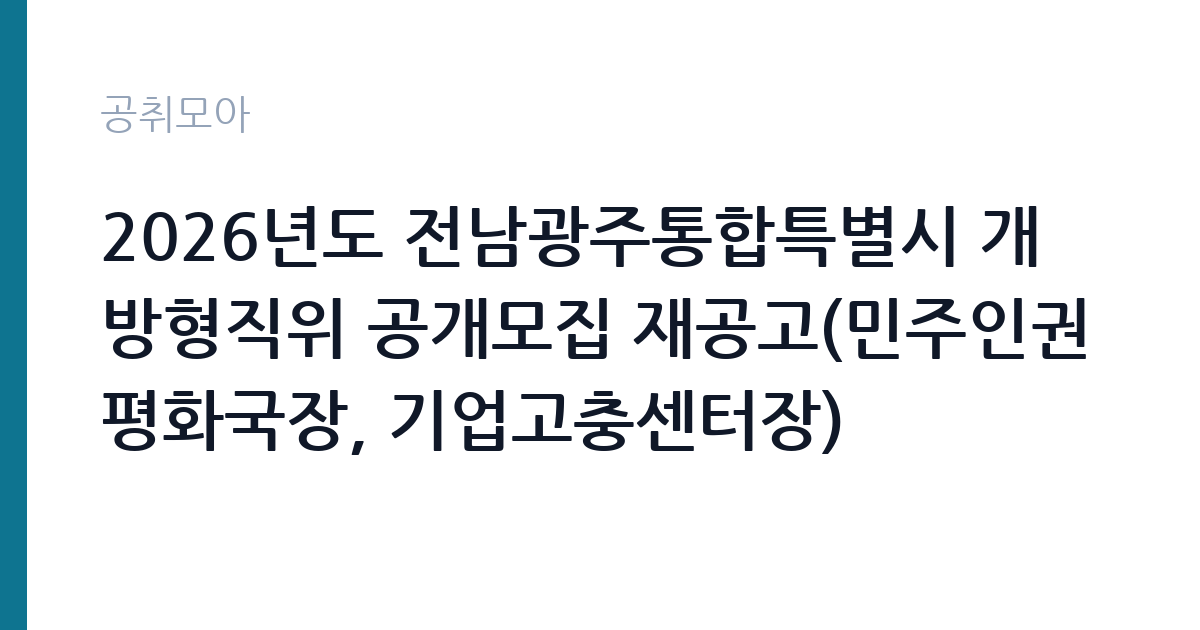 공취모아
2026년도 전남광주통합특별시 개
방형직위 공개모집 재공고(민주인권
평화국장, 기업고충센터장)